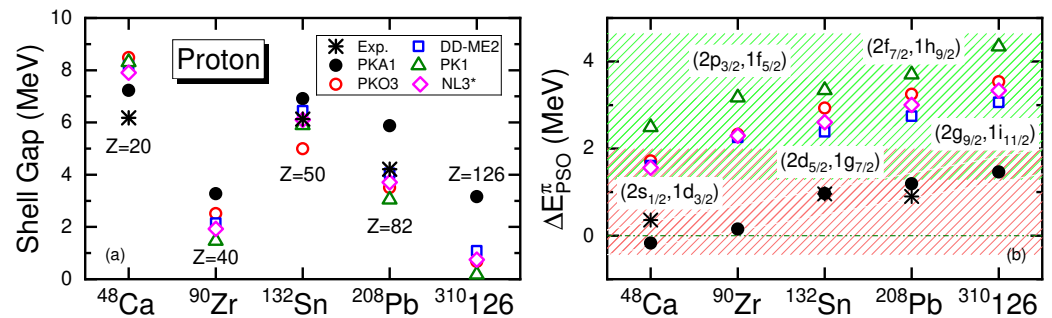 Proton
Exp.
DD-ME2
PKA1
PK1
PKO3
NL3*
Shell Gap (MeV)
10
8
6
4
2
0
Z=20
Z=40
Z=50
Z=82
Z=126
(a)
⁴⁸Ca
⁹⁰Zr
¹³²Sn
²⁰⁸Pb
³¹⁰126
ΔE^π_PSO (MeV)
4
2
0
(2p₃/₂,1f₅/₂)
(2f₇/₂,1h₉/₂)
(2g₉/₂,1i₁₁/₂)
(2d₅/₂,1g₇/₂)
(2s₁/₂,1d₃/₂)
(b)
⁴⁸Ca
⁹⁰Zr
¹³²Sn
²⁰⁸Pb
³¹⁰126